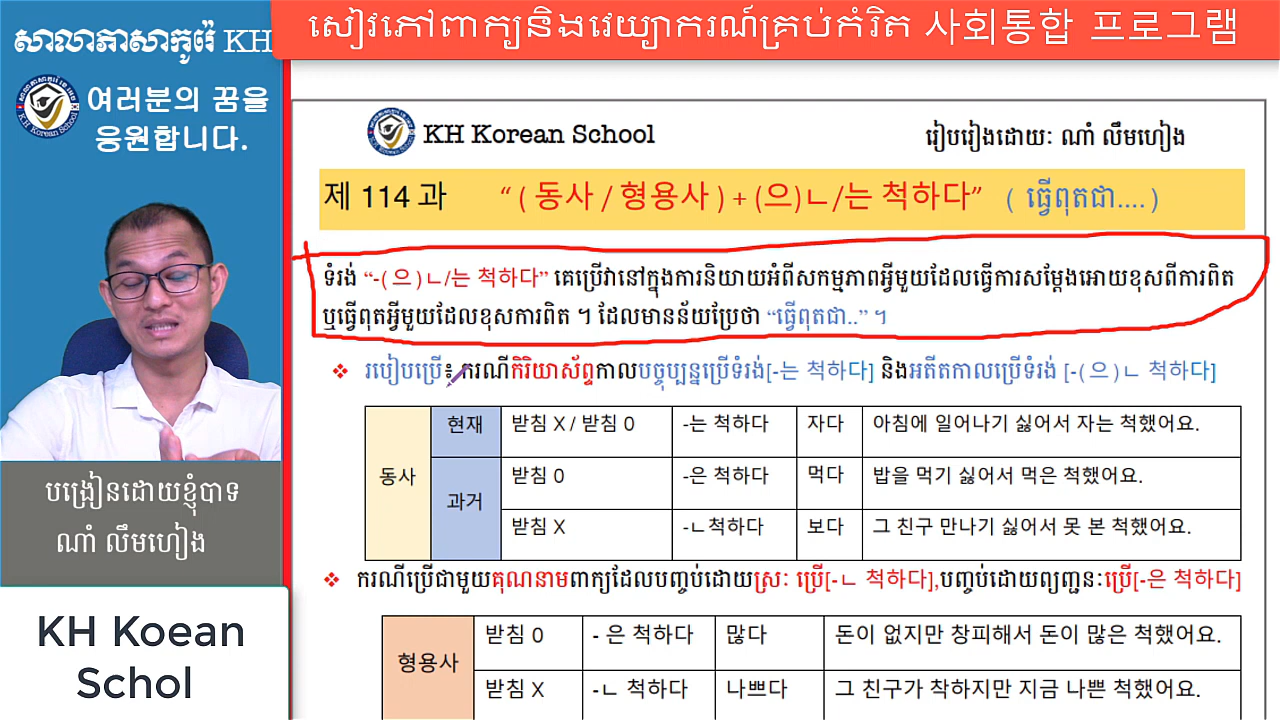 សាលាភាសាកូរ៉េ KH
សៀវភៅពាក្យនិងវេយ្យាករណ៍គ្រប់កំរិត 사회통합 프로그램
여러분의 꿈을
응원합니다.
KH Korean School
រៀបរៀងដោយ: ណាំ លឹមហៀង
제 114 과 “ ( 동사 / 형용사 ) + (으)ㄴ/는 척하다” ( ធ្វើពុតជា.... )
ទំរង់ “-( 으 ) ㄴ/는 척하다” គេប្រើវានៅក្នុងការនិយាយអំពីសកម្មភាពអ្វីមួយដែលធ្វើការសម្តែងអោយខុសពីការពិត
ឬធ្វើពុតអ្វីមួយដែលខុសការពិត ។ ដែលមានន័យប្រែថា “ធ្វើពុតជា..” ។
❖ របៀបប្រើ៖ ករណីកិរិយាស័ព្ទកាលបច្ចុប្បន្នប្រើទំរង់[-는 척하다] និងអតីតកាលប្រើទំរង់ [-( 으 ) ㄴ 척하다]
동사 현재 받침 X / 받침 0 -는 척하다 자다 아침에 일어나기 싫어서 자는 척했어요.
과거 받침 0 -은 척하다 먹다 밥을 먹기 싫어서 먹은 척했어요.
받침 X -ㄴ척하다 보다 그 친구 만나기 싫어서 못 본 척했어요.
❖ ករណីប្រើជាមួយគុណនាមពាក្យដែលបញ្ចប់ដោយស្រ: ប្រើ[-ㄴ 척하다],បញ្ចប់ដោយព្យញ្ជន:ប្រើ[-은 척하다]
형용사 받침 0 - 은 척하다 많다 돈이 없지만 창피해서 돈이 많은 척했어요.
받침 X -ㄴ 척하다 나쁘다 그 친구가 착하지만 지금 나쁜 척했어요.
បង្រៀនដោយខ្ញុំបាទ
ណាំ លឹមហៀង
KH Koean
Schol